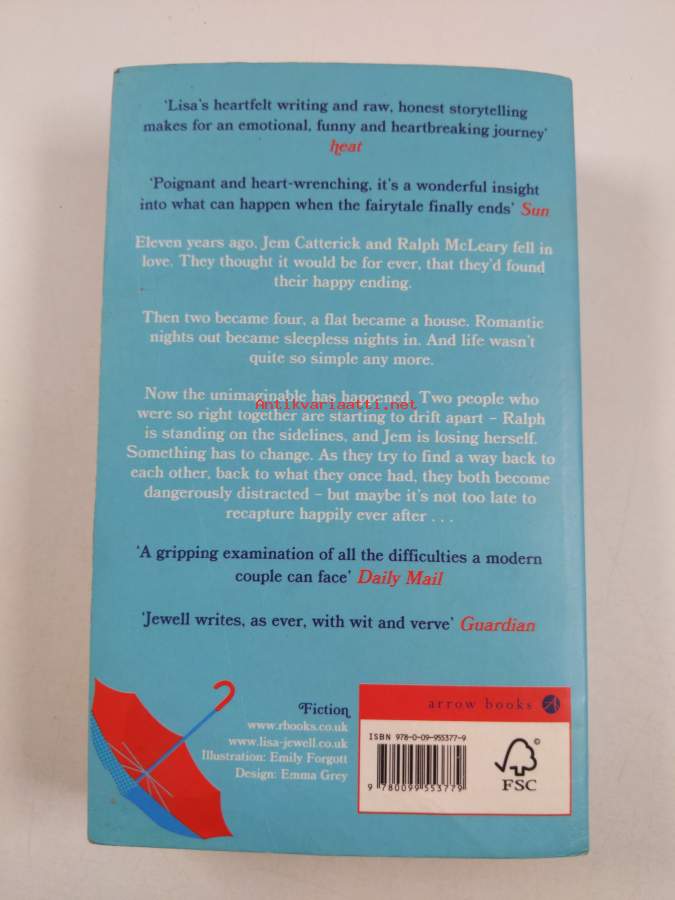 'Lisa's heartfelt writing and raw, honest storytelling
makes for an emotional, funny and heartbreaking journey'
heat
'Poignant and heart-wrenching, it's a wonderful insight
into what can happen when the fairytale finally ends' Sun
Eleven years ago, Jem Catterick and Ralph McLeary fell in
love. They thought it would be for ever, that they'd found
their happy ending.
Then two became four, a flat became a house. Romantic
nights out became sleepless nights in. And life wasn't
quite so simple any more.
Now the unimaginable has happened. Two people who
Antikvariaatti.net
were so right together are starting to drift apart – Ralph
is standing on the sidelines, and Jem is losing herself.
Something has to change. As they try to find a way back to
each other, back to what they once had, they both become
dangerously distracted – but maybe it's not too late to
recapture happily ever after . . .
'A gripping examination of all the difficulties a modern
couple can face' Daily Mail
'Jewell writes, as ever, with wit and verve' Guardian
Fiction
www.rbooks.co.uk
www.lisa-jewell.co.uk
Illustration: Emily Forgott
Design: Emma Grey
arrow books
ISBN 978-0-09-955377-9
9 780099 553779
©
FSC